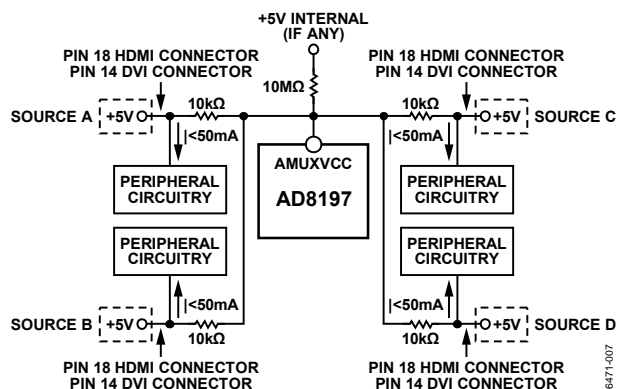 +5V INTERNAL
(IF ANY)
PIN 18 HDMI CONNECTOR
PIN 14 DVI CONNECTOR
PIN 18 HDMI CONNECTOR
PIN 14 DVI CONNECTOR
10MΩ
10kΩ
10kΩ
SOURCE A
+5V
+5V
SOURCE C
I<50mA
I<50mA
AMUXVCC
AD8197
PERIPHERAL
CIRCUITRY
PERIPHERAL
CIRCUITRY
PERIPHERAL
CIRCUITRY
PERIPHERAL
CIRCUITRY
I<50mA
I<50mA
SOURCE B
+5V
+5V
SOURCE D
10kΩ
10kΩ
PIN 18 HDMI CONNECTOR
PIN 14 DVI CONNECTOR
PIN 18 HDMI CONNECTOR
PIN 14 DVI CONNECTOR
6471-007